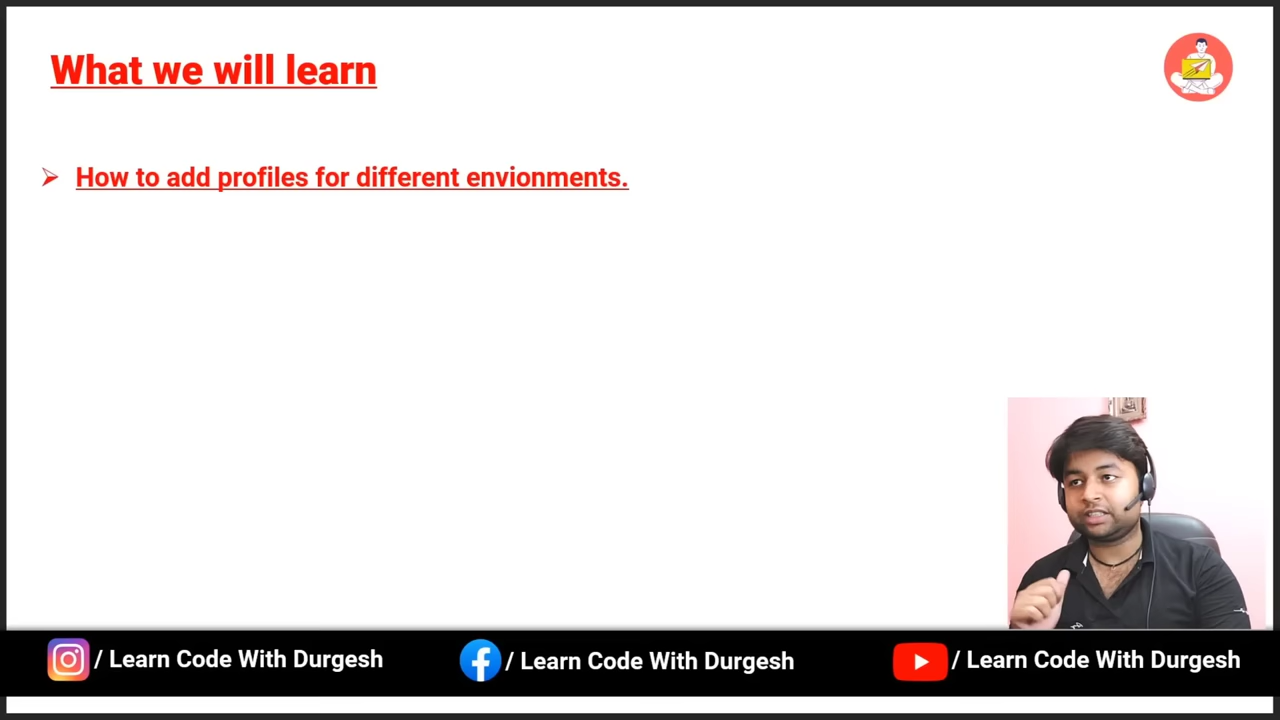 What we will learn
➢ How to add profiles for different envionments.
/ Learn Code With Durgesh / Learn Code With Durgesh / Learn Code With Durgesh